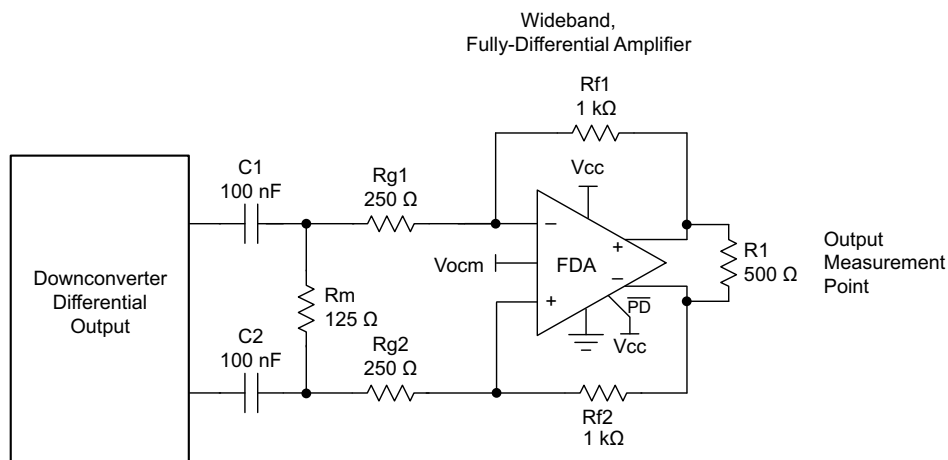 Wideband,
Fully-Differential Amplifier
Rf1
1 kΩ
C1
100 nF
Rg1
250 Ω
Vcc
−
+
Vocm
FDA
−
+
PD
Vcc
R1
500 Ω
Output
Measurement
Point
Downconverter
Differential
Output
Rm
125 Ω
C2
100 nF
Rg2
250 Ω
Rf2
1 kΩ